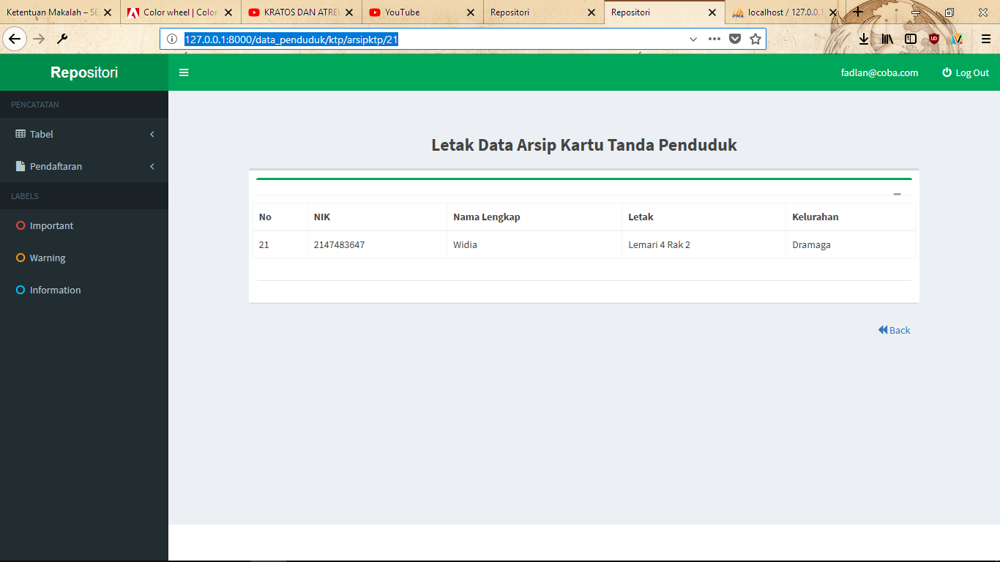 Ketentuan Makalah – SE
Color wheel | Color
KRATOS DAN ATREU
YouTube
Repositori
Repositori
localhost / 127.0.0.1
127.0.0.1:8000/data_penduduk/ktp/arsipktp/21
Repositori
fadlan@coba.com
Log Out
PENCATATAN
Tabel
Pendaftaran
LABELS
Important
Warning
Information
Letak Data Arsip Kartu Tanda Penduduk
No NIK Nama Lengkap Letak Kelurahan
21 2147483647 Widia Lemari 4 Rak 2 Dramaga
Back